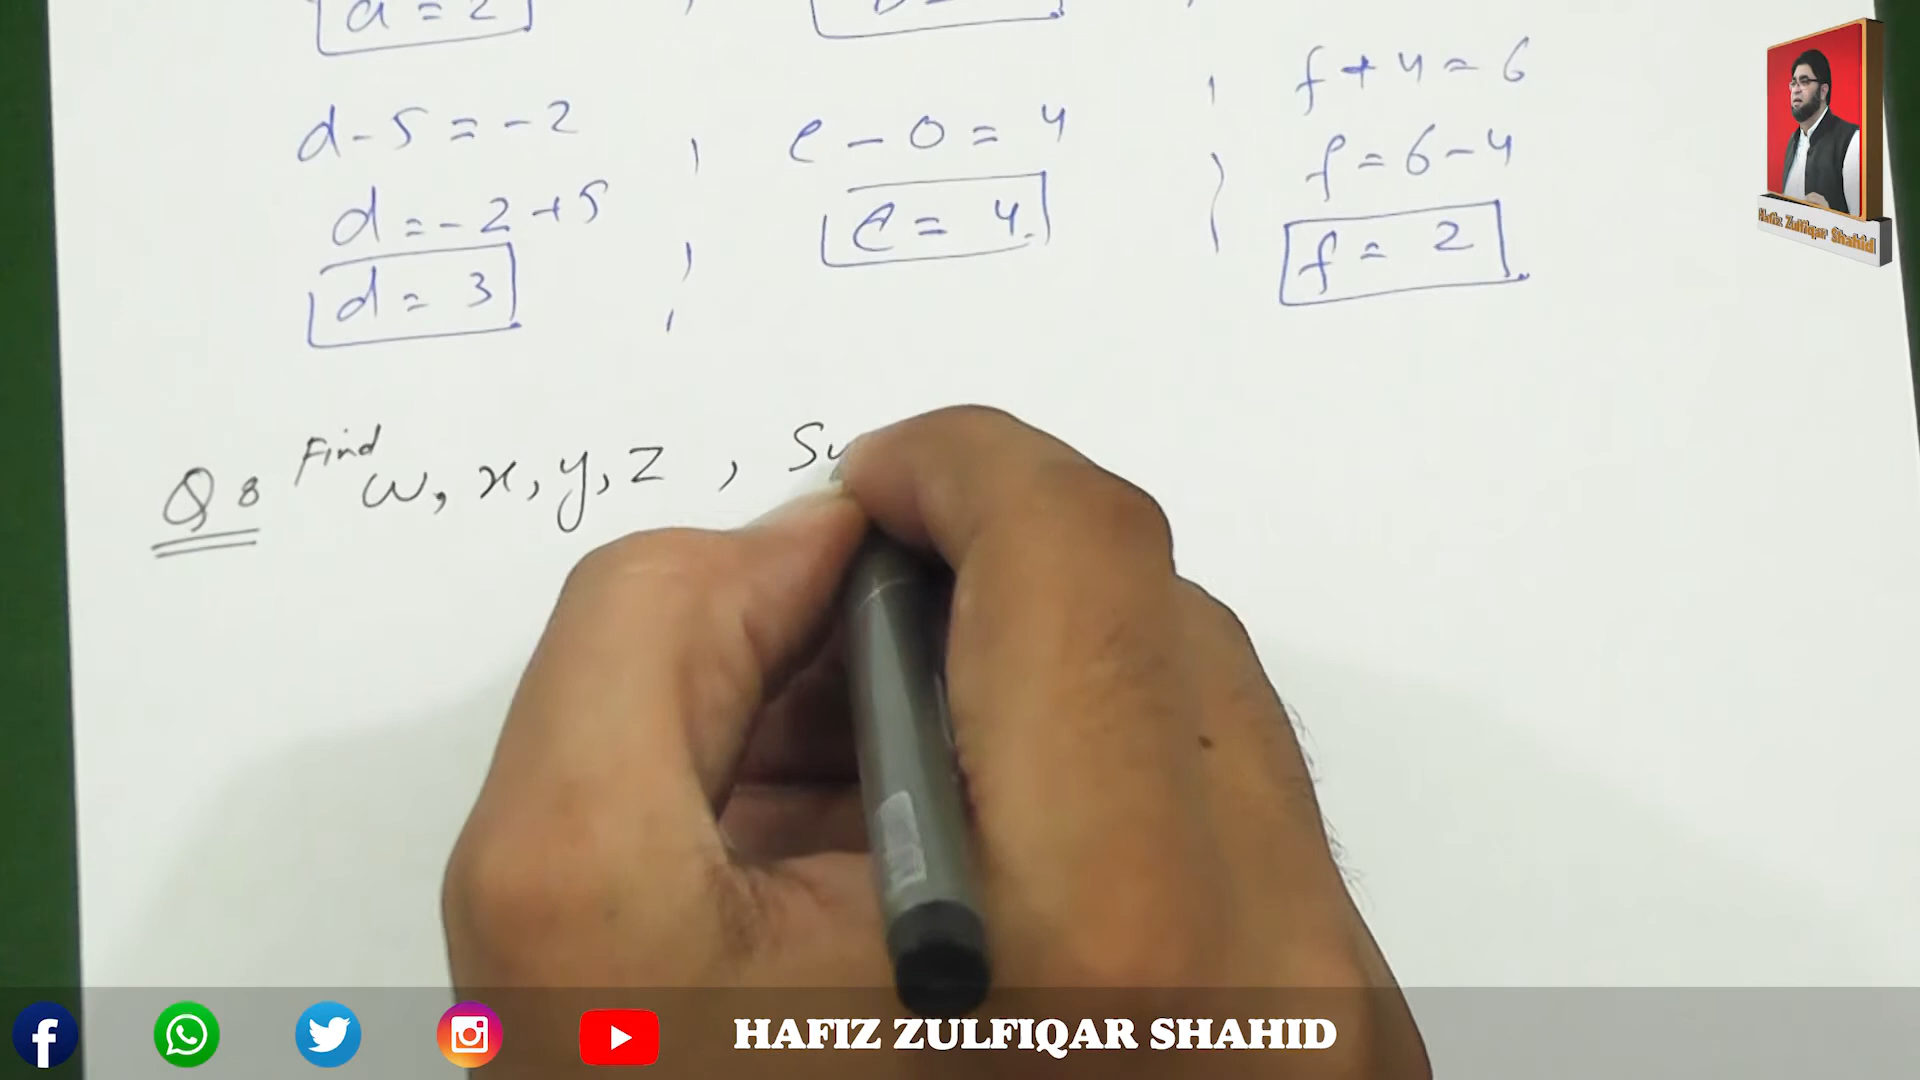 a = 2
f + 4 = 6
d - 5 = -2 , e - 0 = 4 ,
f = 6 - 4
d = -2 + 5
e = 4.
f = 2
d = 3
Q 8 Find w, x, y, z , Su
Hafiz Zulfiqar Shahid
HAFIZ ZULFIQAR SHAHID